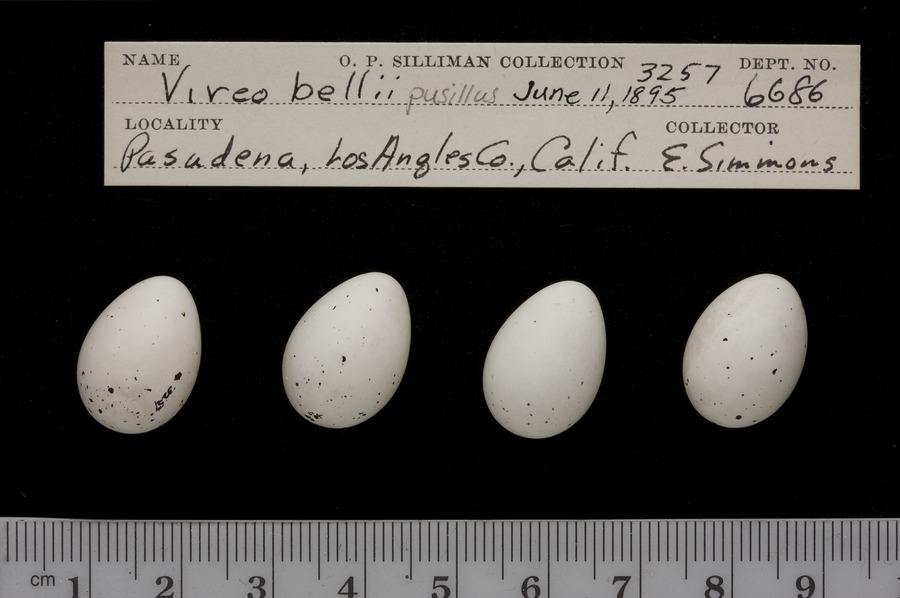 NAME O. P. SILLIMAN COLLECTION 3257 DEPT. NO.
Vireo bellii pusillus June 11, 1895 6686
LOCALITY COLLECTOR
Pasadena, Los Angles Co., Calif. E. Simmons
cm 1 2 3 4 5 6 7 8 9